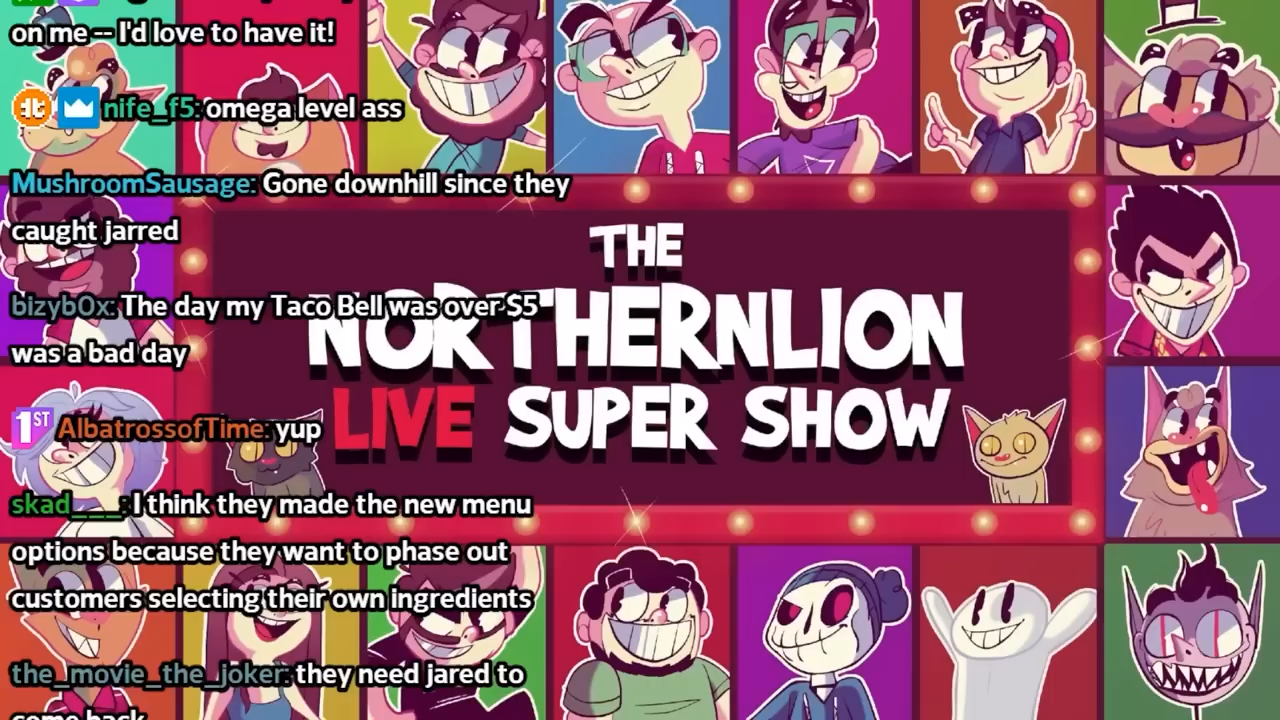 on me -- I'd love to have it!
nife_f5: omega level ass
MushroomSausage: Gone downhill since they
caught jarred
bizyb0x: The day my Taco Bell was over $5
was a bad day
1ST AlbatrossofTime: yup
skad___: I think they made the new menu
options because they want to phase out
customers selecting their own ingredients
the_movie_the_joker: they need jared to
come back
THE
NORTHERNLION
LIVE SUPER SHOW